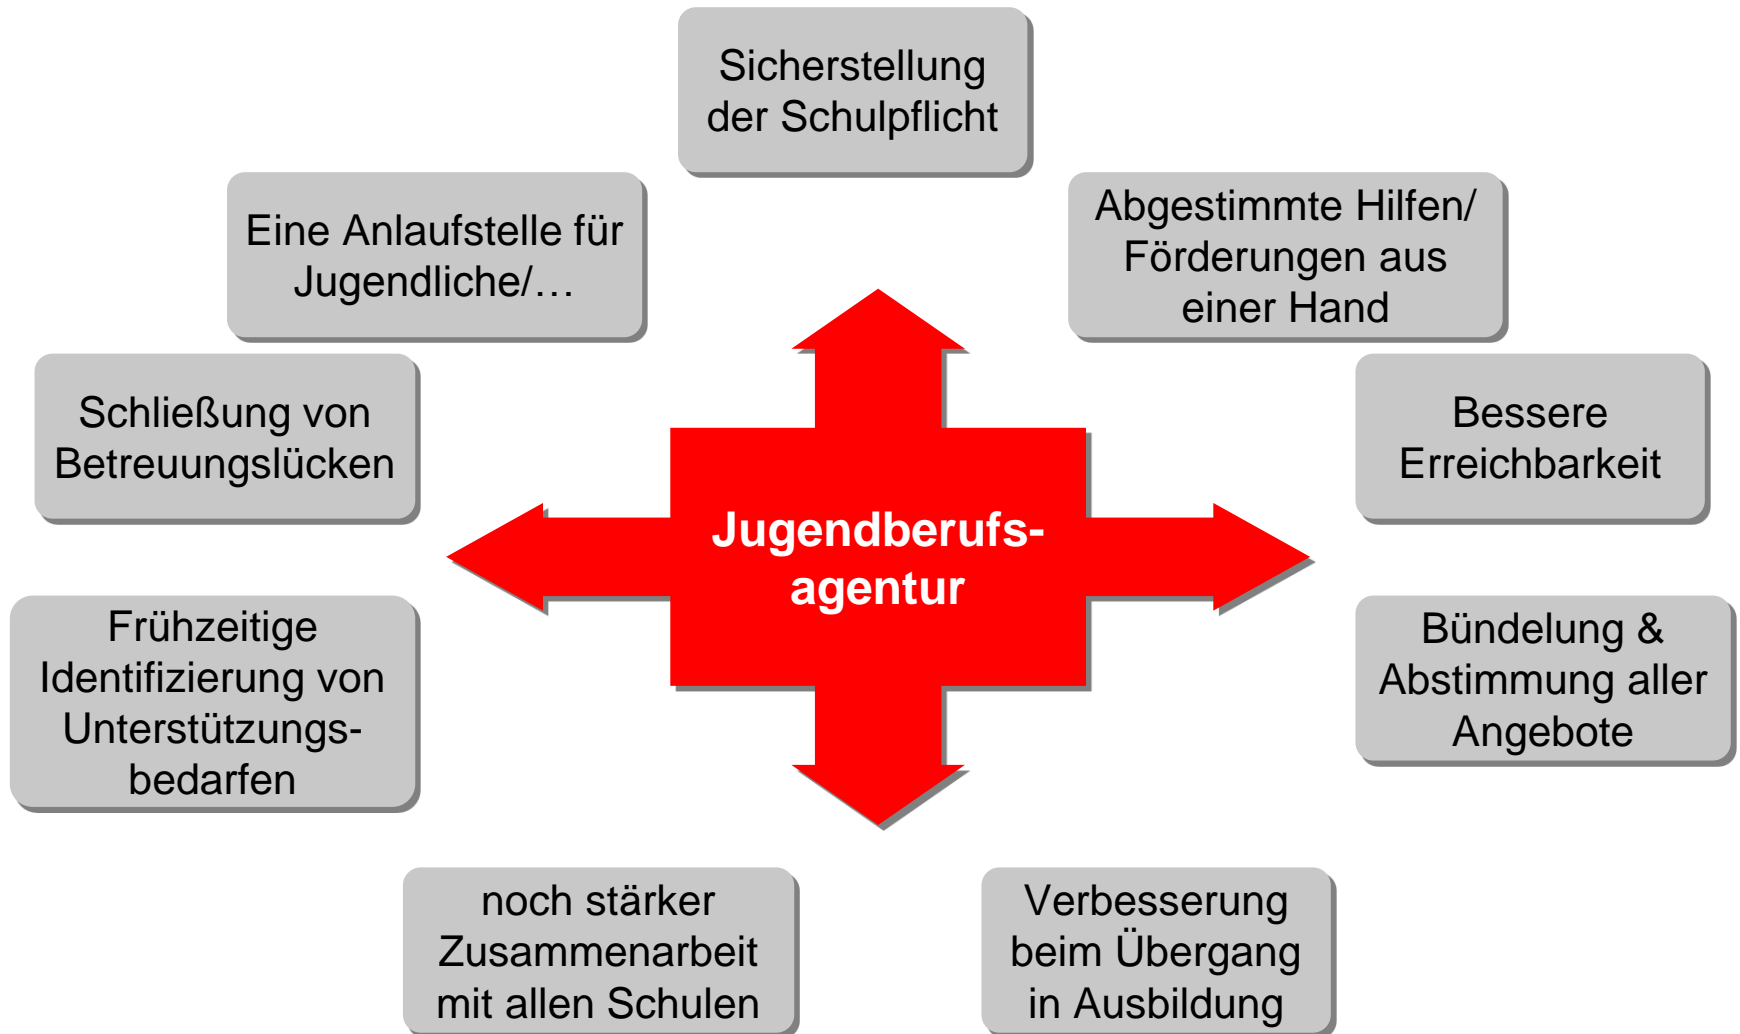 Sicherstellung
der Schulpflicht
Eine Anlaufstelle für
Jugendliche/…
Abgestimmte Hilfen/
Förderungen aus
einer Hand
Schließung von
Betreuungslücken
Bessere
Erreichbarkeit
Jugendberufs-
agentur
Frühzeitige
Identifizierung von
Unterstützungs-
bedarfen
Bündelung &
Abstimmung aller
Angebote
noch stärker
Zusammenarbeit
mit allen Schulen
Verbesserung
beim Übergang
in Ausbildung